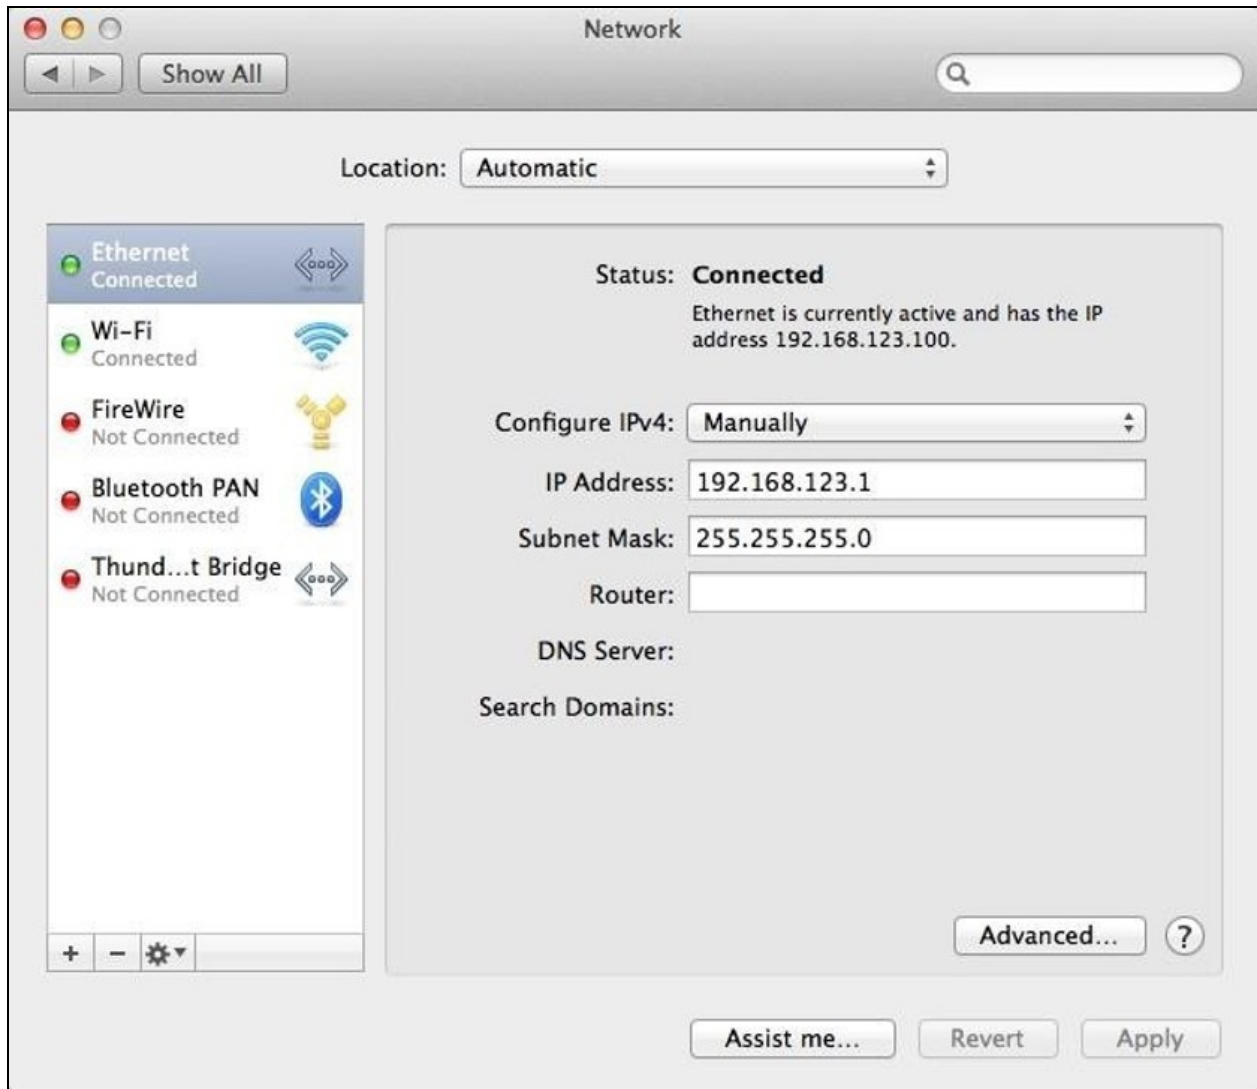 Network
Show All
Location: Automatic
Ethernet
Connected
Wi-Fi
Connected
FireWire
Not Connected
Bluetooth PAN
Not Connected
Thund...t Bridge
Not Connected
Status: Connected
Ethernet is currently active and has the IP
address 192.168.123.100.
Configure IPv4: Manually
IP Address: 192.168.123.1
Subnet Mask: 255.255.255.0
Router:
DNS Server:
Search Domains:
Advanced... ?
Assist me... Revert Apply